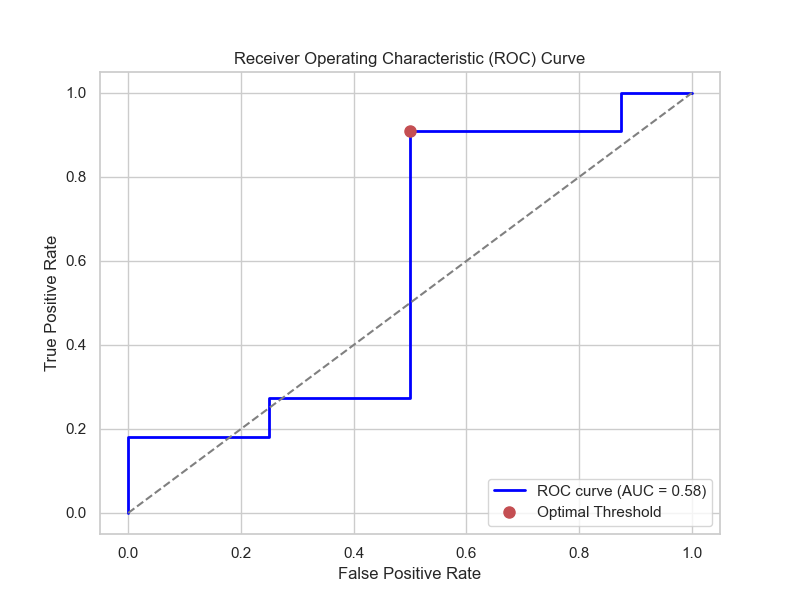 Receiver Operating Characteristic (ROC) Curve
1.0
0.8
0.6
0.4
0.2
0.0
True Positive Rate
ROC curve (AUC = 0.58)
Optimal Threshold
0.0 0.2 0.4 0.6 0.8 1.0
False Positive Rate